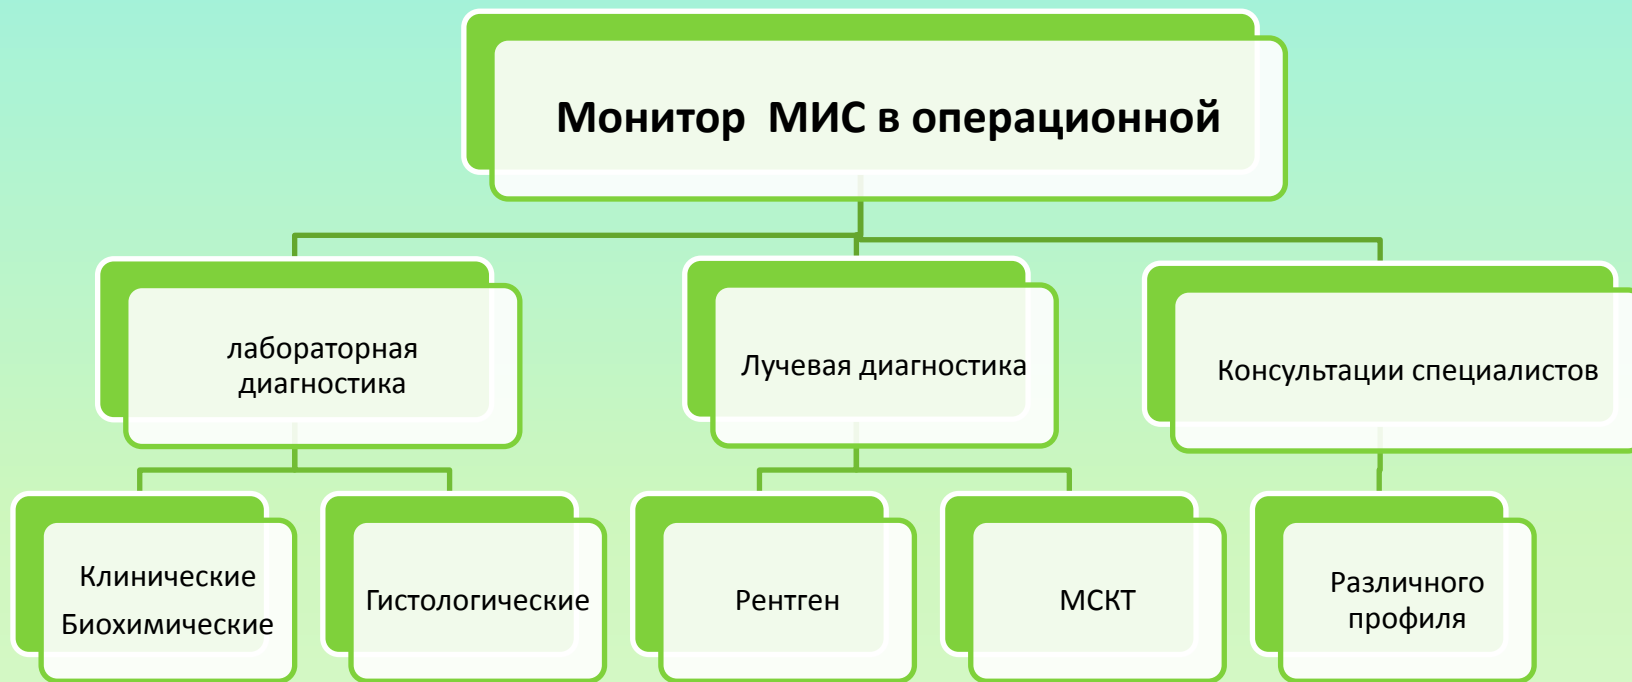 Монитор МИС в операционной
лабораторная
диагностика
Лучевая диагностика
Консультации специалистов
Клинические
Биохимические
Гистологические
Рентген
МСКТ
Различного
профиля